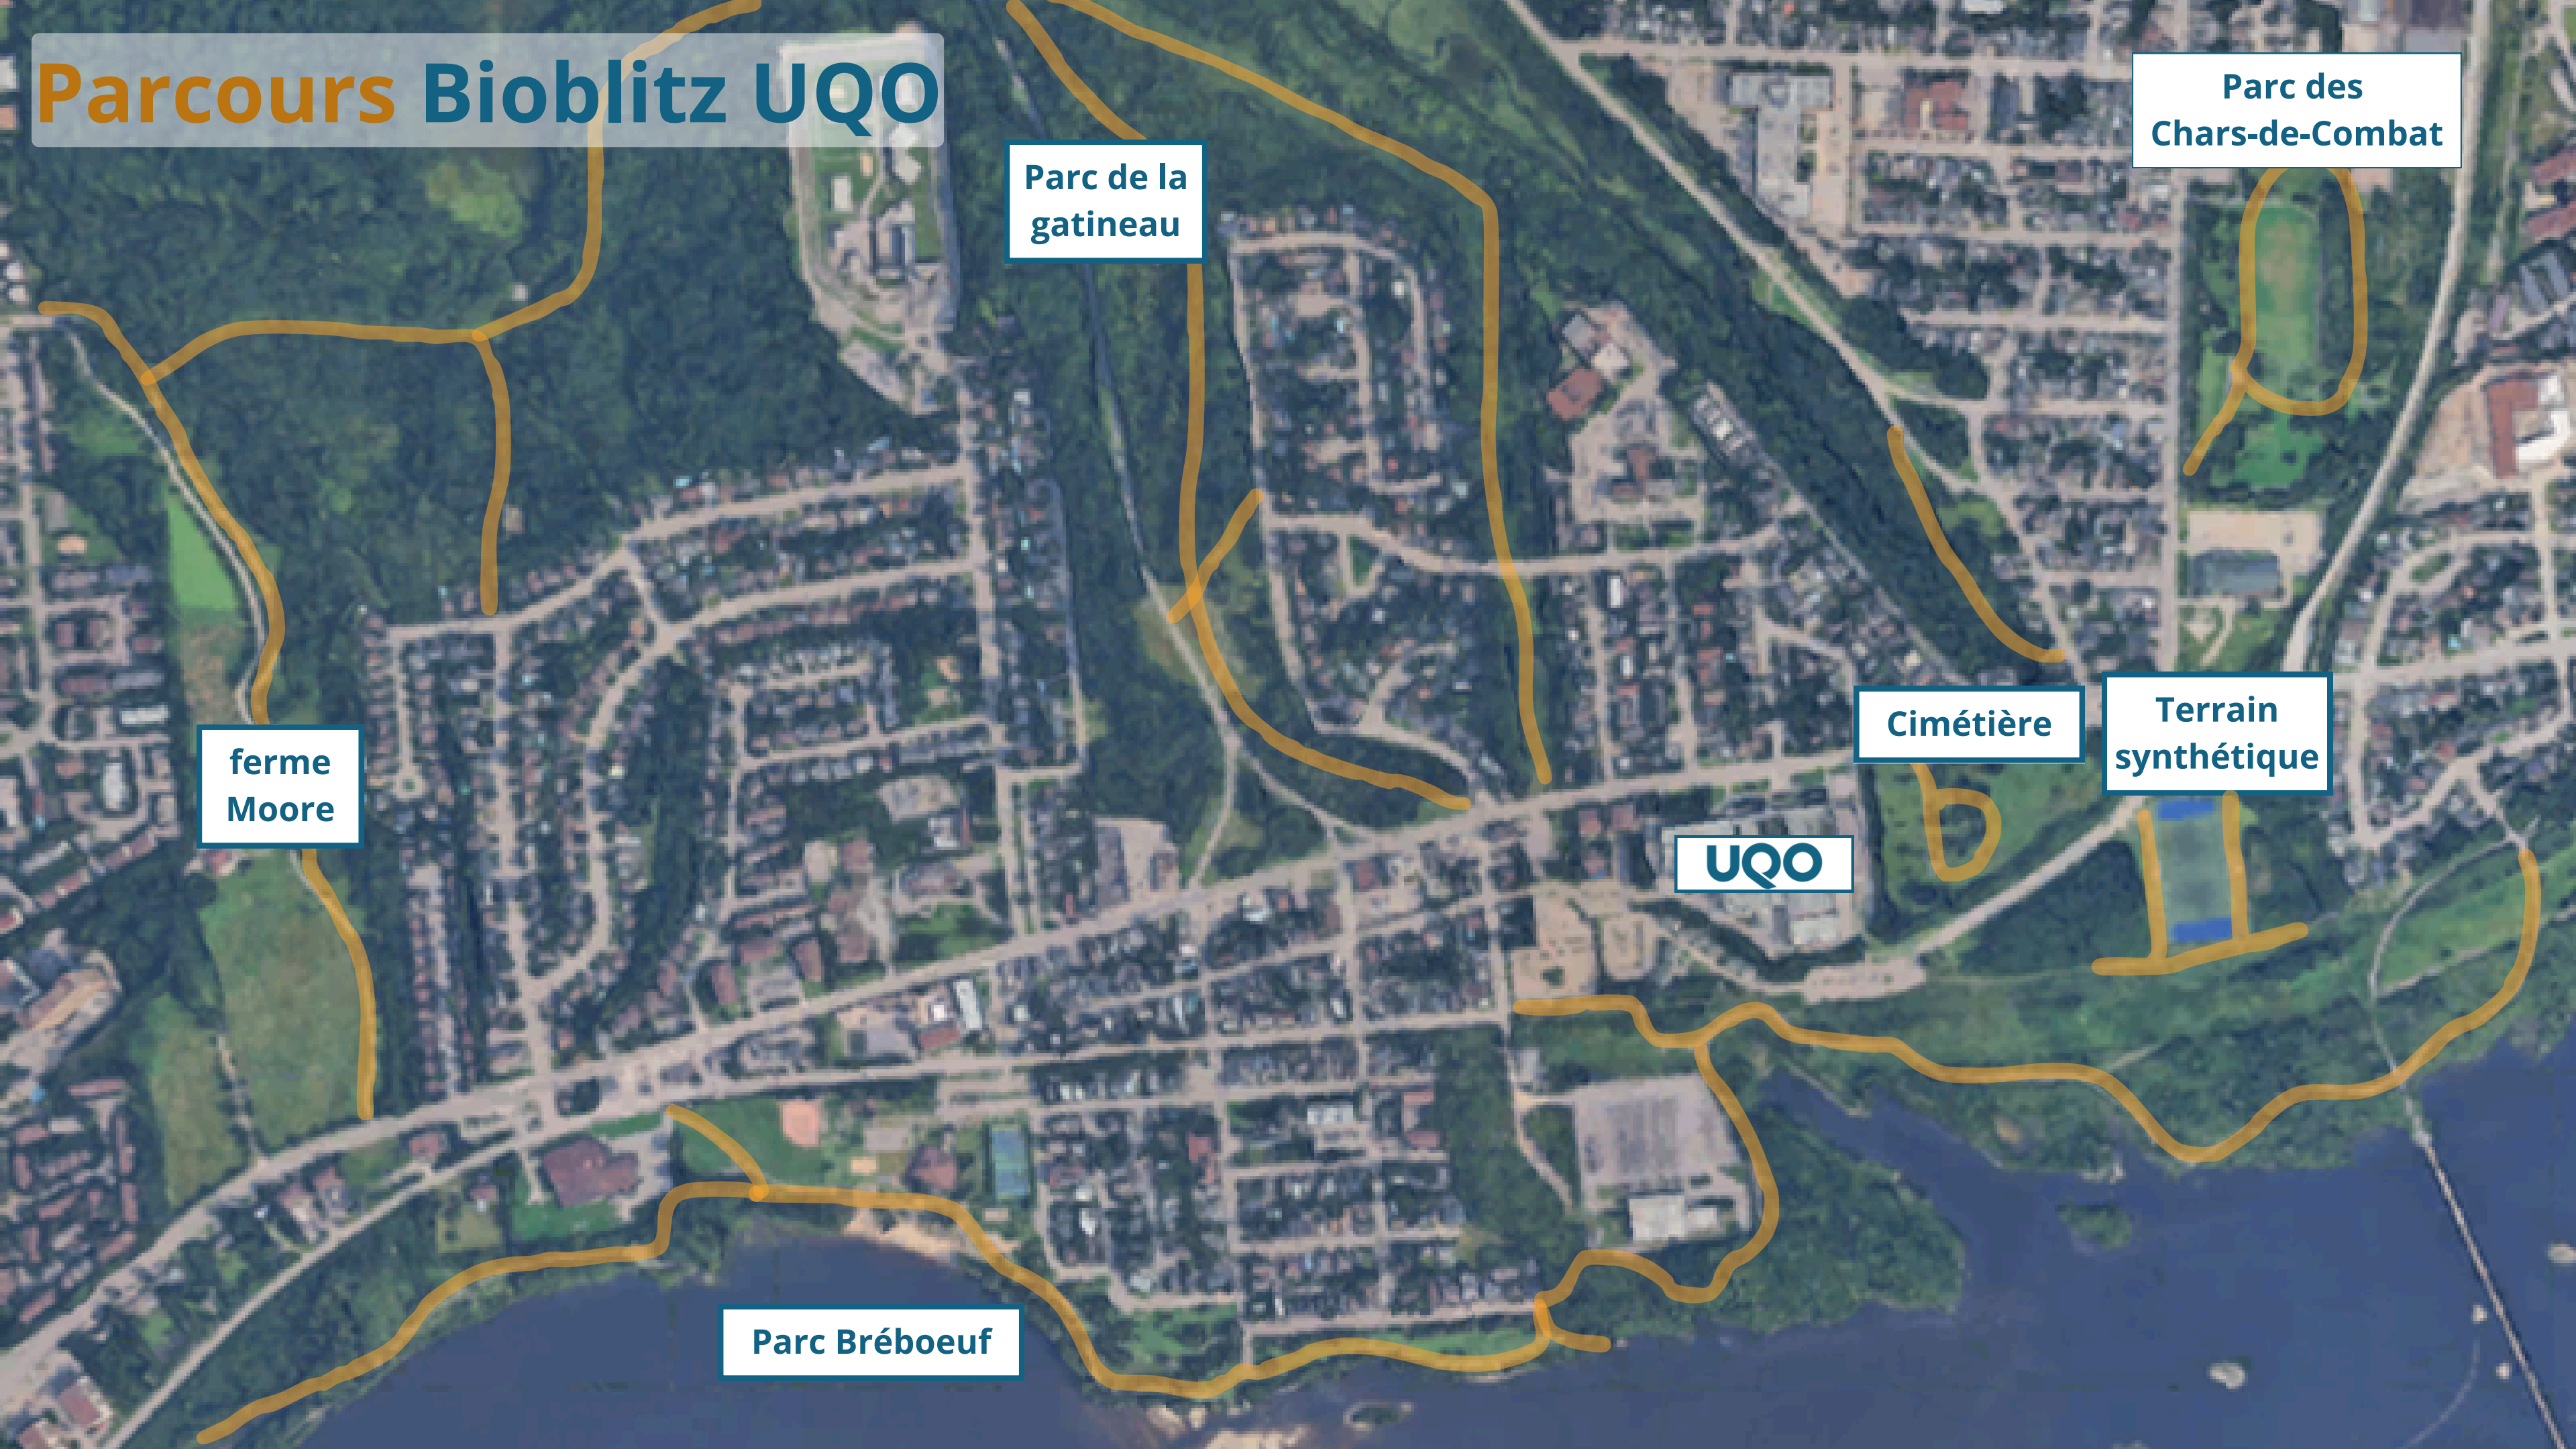 Parcours Bioblitz UQO
Parc des
Chars-de-Combat
Parc de la
gatineau
Cimétière
Terrain
synthétique
ferme
Moore
UQO
Parc Bréboeuf